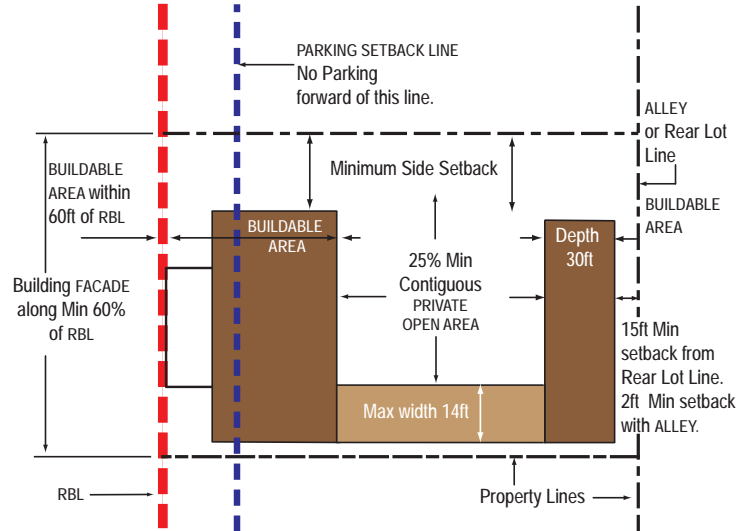 PARKING SETBACK LINE
No Parking
forward of this line.
ALLEY
or Rear Lot
Line
BUILDABLE
AREA within
60ft of RBL
Minimum Side Setback
BUILDABLE
AREA
BUILDABLE
AREA
Depth
30ft
25% Min
Contiguous
PRIVATE
OPEN AREA
Building FACADE
along Min 60%
of RBL
15ft Min
setback from
Rear Lot Line.
2ft Min setback
with ALLEY.
Max width 14ft
RBL
Property Lines